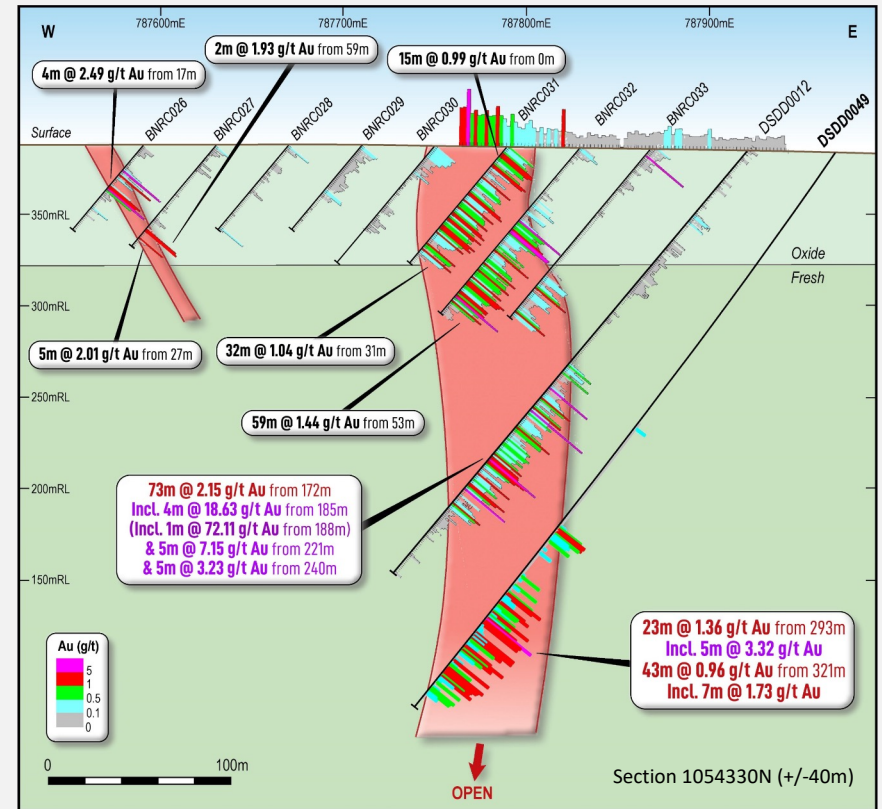 W
787600mE
787700mE
787800mE
787900mE
E
2m @ 1.93 g/t Au from 59m
4m @ 2.49 g/t Au from 17m
15m @ 0.99 g/t Au from 0m
Surface
BNRC026
BNRC027
BNRC028
BNRC029
BNRC030
BNRC031
BNRC032
BNRC033
DSDD0012
DSDD0049
350mRL
Oxide
Fresh
300mRL
5m @ 2.01 g/t Au from 27m
32m @ 1.04 g/t Au from 31m
250mRL
59m @ 1.44 g/t Au from 53m
200mRL
73m @ 2.15 g/t Au from 172m
Incl. 4m @ 18.63 g/t Au from 185m
(Incl. 1m @ 72.11 g/t Au from 188m)
& 5m @ 7.15 g/t Au from 221m
& 5m @ 3.23 g/t Au from 240m
150mRL
23m @ 1.36 g/t Au from 293m
Incl. 5m @ 3.32 g/t Au
43m @ 0.96 g/t Au from 321m
Incl. 7m @ 1.73 g/t Au
Au (g/t)
5
1
0.5
0.1
0
0
100m
OPEN
Section 1054330N (+/-40m)